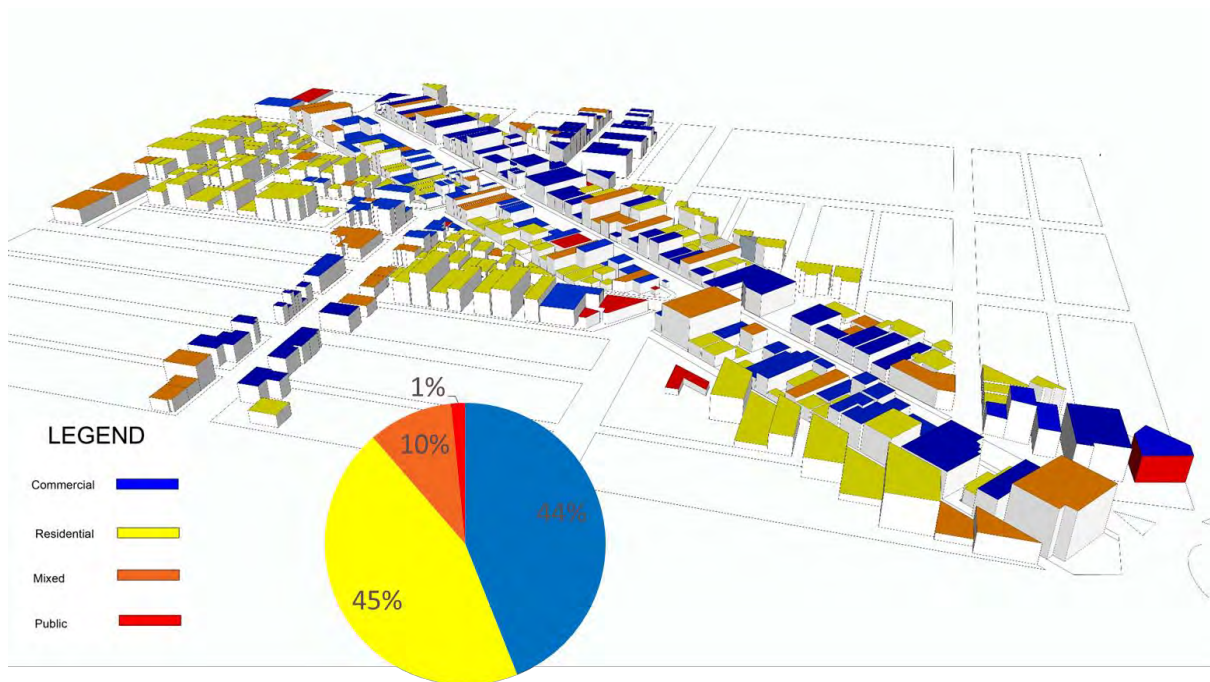 1%
10%
44%
45%
LEGEND
Commercial
Residential
Mixed
Public